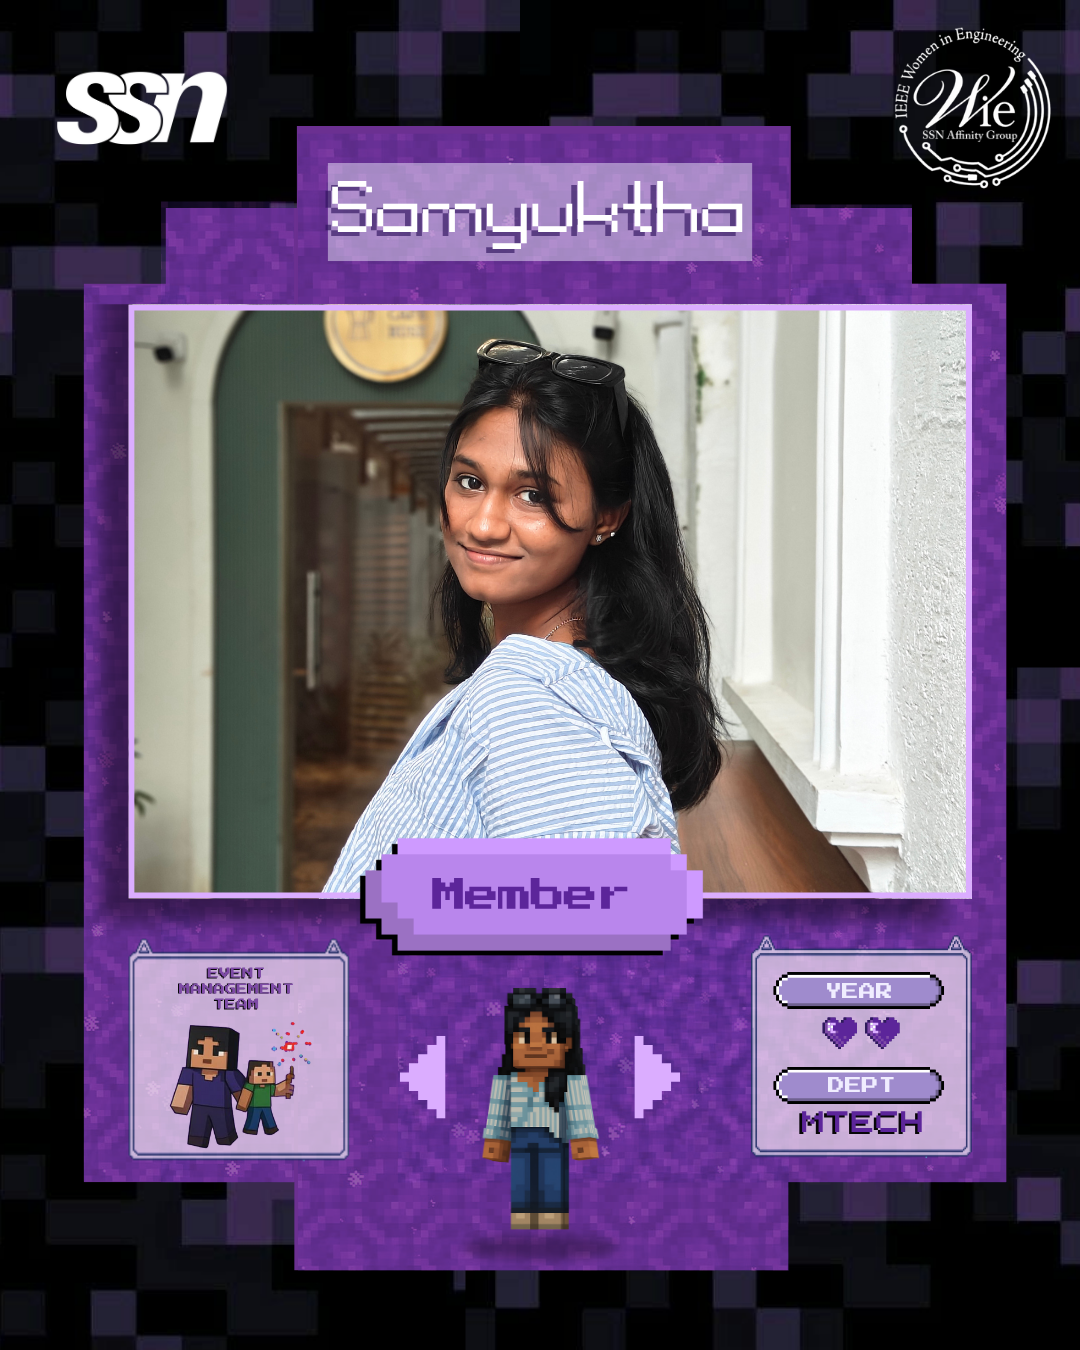 ssn
IEEE Women in Engineering
Wie
SSN Affinity Group
Samyuktha
Member
EVENT
MANAGEMENT
TEAM
YEAR
DEPT
MTECH